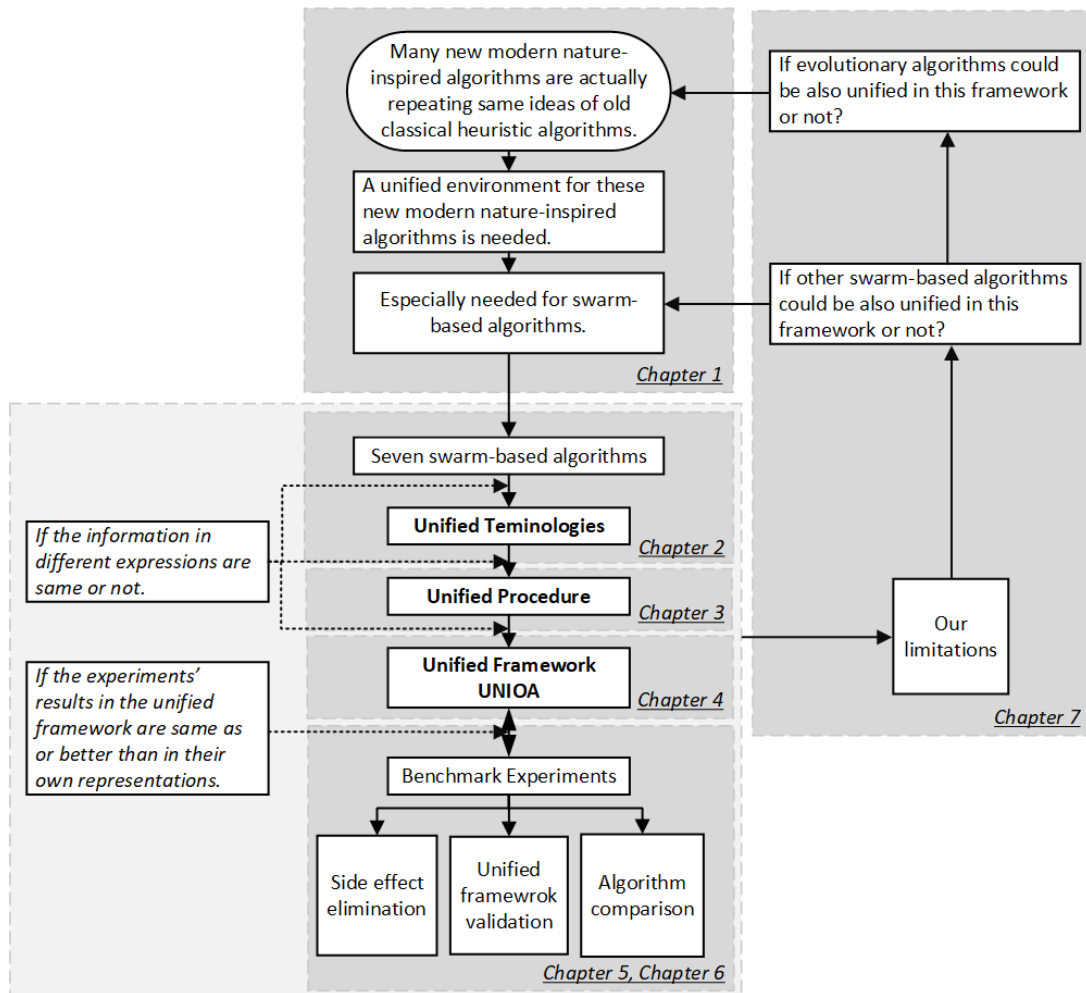 Many new modern nature-
inspired algorithms are actually
repeating same ideas of old
classical heuristic algorithms.
A unified environment for these
new modern nature-inspired
algorithms is needed.
Especially needed for swarm-
based algorithms.
Chapter 1
If evolutionary algorithms could
be also unified in this framework
or not?
If other swarm-based algorithms
could be also unified in this
framework or not?
Our
limitations
Chapter 7
Seven swarm-based algorithms
Unified Teminologies
Chapter 2
If the information in
different expressions are
same or not.
Unified Procedure
Chapter 3
Unified Framework
UNIOA
Chapter 4
If the experiments'
results in the unified
framework are same as
or better than in their
own representations.
Benchmark Experiments
Side effect
elimination
Unified
framewrok
validation
Algorithm
comparison
Chapter 5, Chapter 6